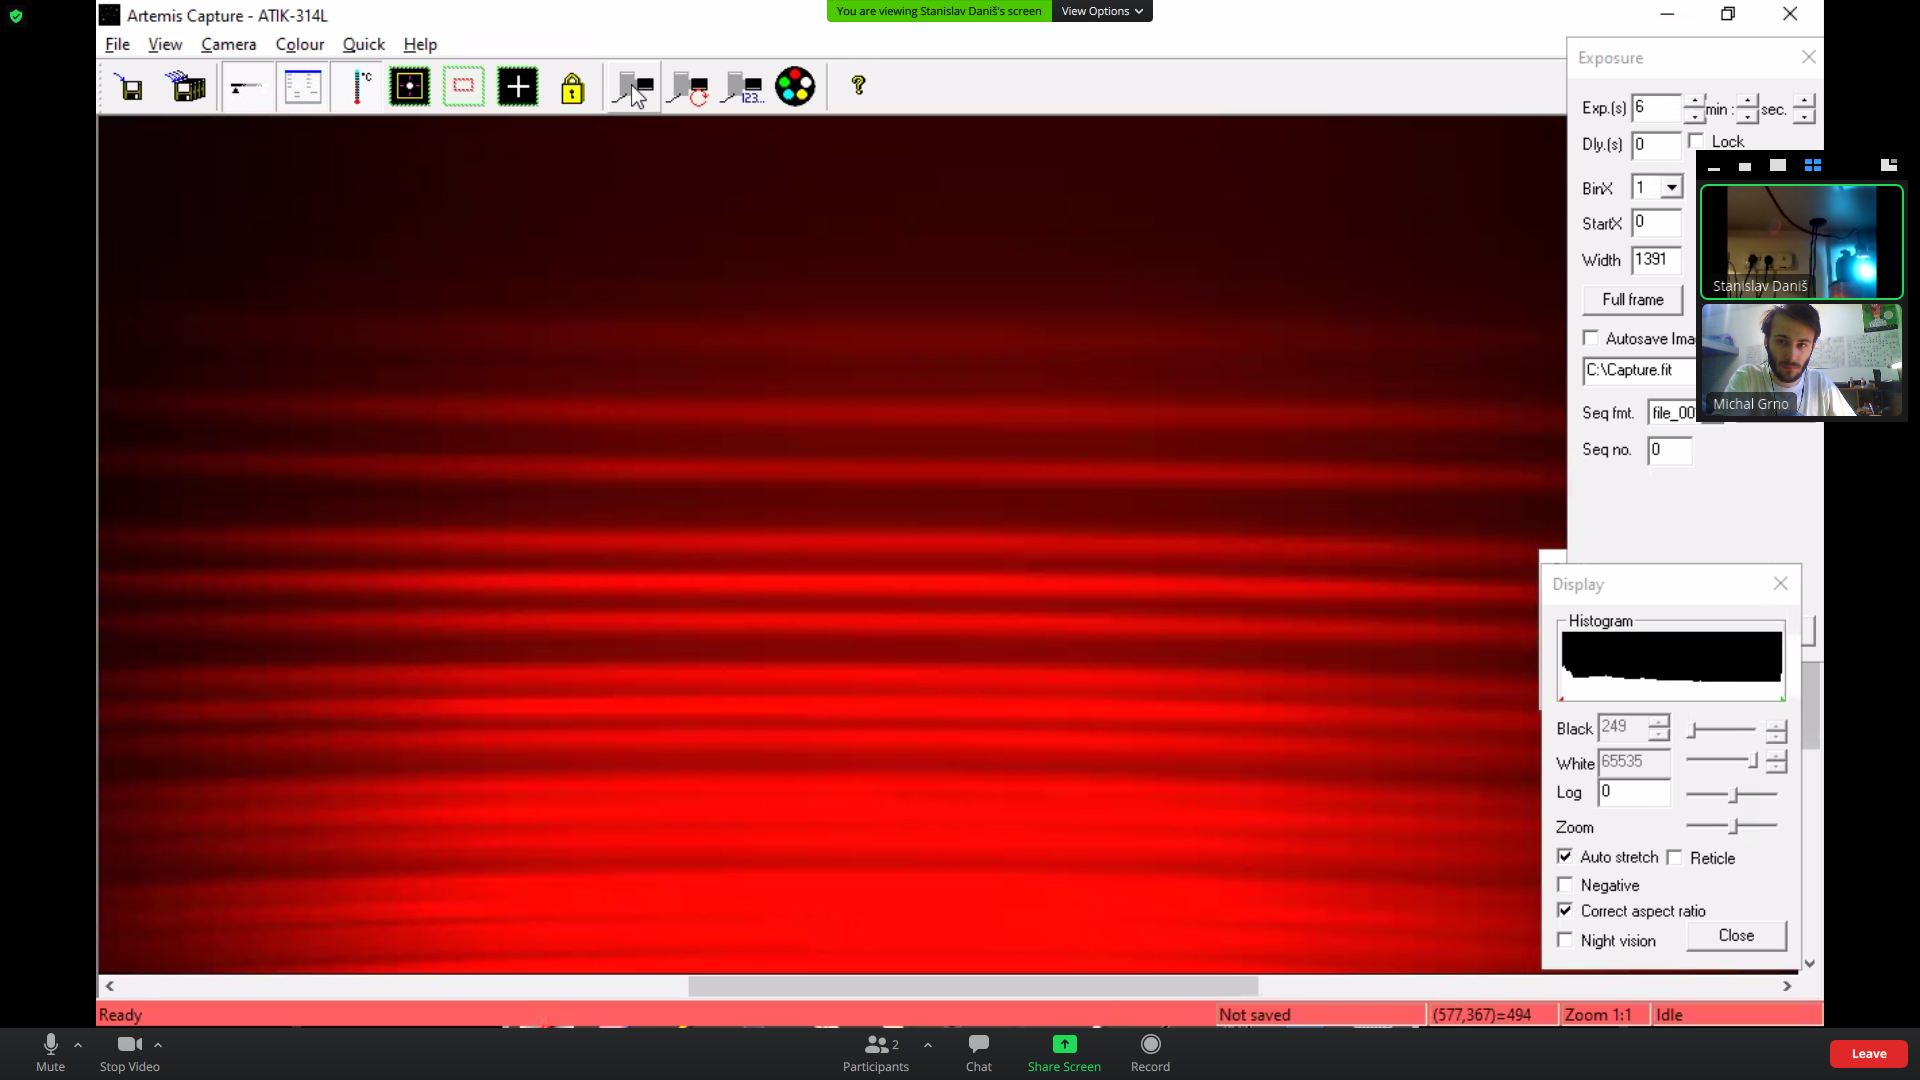 Artemis Capture - ATIK-314L
You are viewing Stanislav Daniš's screen
View Options
File View Camera Colour Quick Help
°C
123...
?
Exposure
Exp.(s) 6 min : sec.
Dly.(s) 0 Lock
BinX 1
StartX 0
Width 1391
Full frame
Autosave Ima
C:\Capture.fit
Seq fmt. file_00
Seq no. 0
Stanislav Daniš
Michal Grno
Display
Histogram
Black 249
White 65535
Log 0
Zoom
Auto stretch Reticle
Negative
Correct aspect ratio
Night vision
Close
Ready Not saved (577,367)=494 Zoom 1:1 Idle
Mute
Stop Video
2
Participants
Chat
Share Screen
Record
Leave